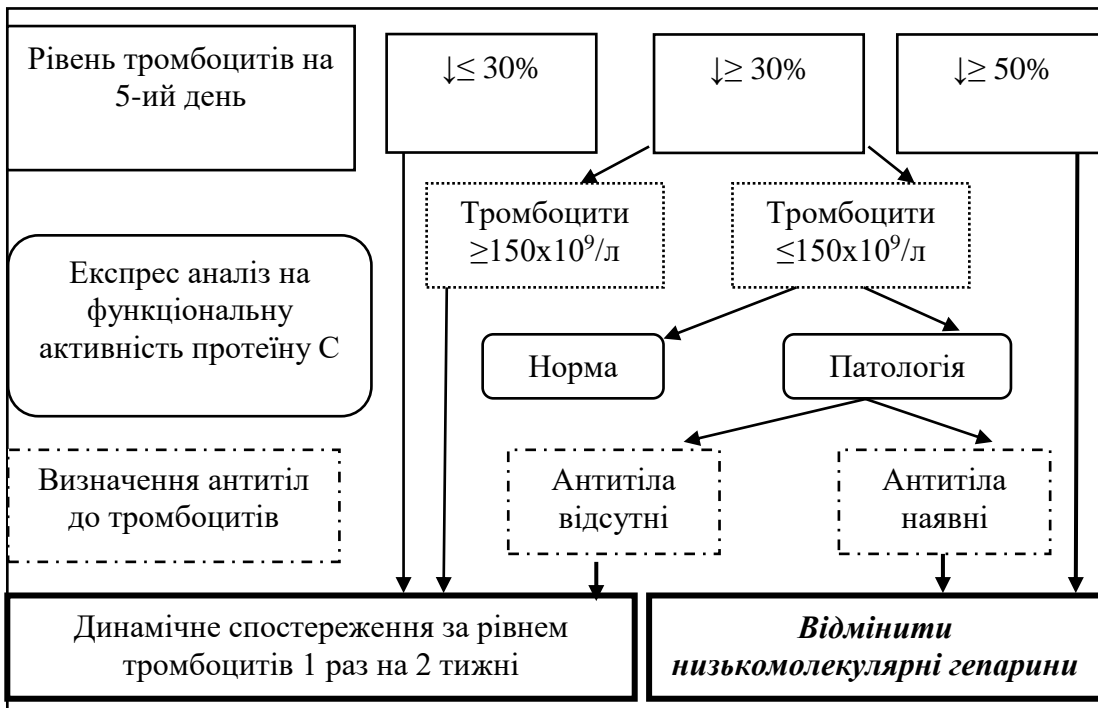 Рівень тромбоцитів на
5-ий день
↓≤ 30%
↓≥ 30%
↓≥ 50%
Тромбоцити
≥150х10⁹/л
Тромбоцити
≤150х10⁹/л
Експрес аналіз на
функціональну
активність протеїну С
Норма
Патологія
Визначення антитіл
до тромбоцитів
Антитіла
відсутні
Антитіла
наявні
Динамічне спостереження за рівнем
тромбоцитів 1 раз на 2 тижні
Відмінити
низькомолекулярні гепарини